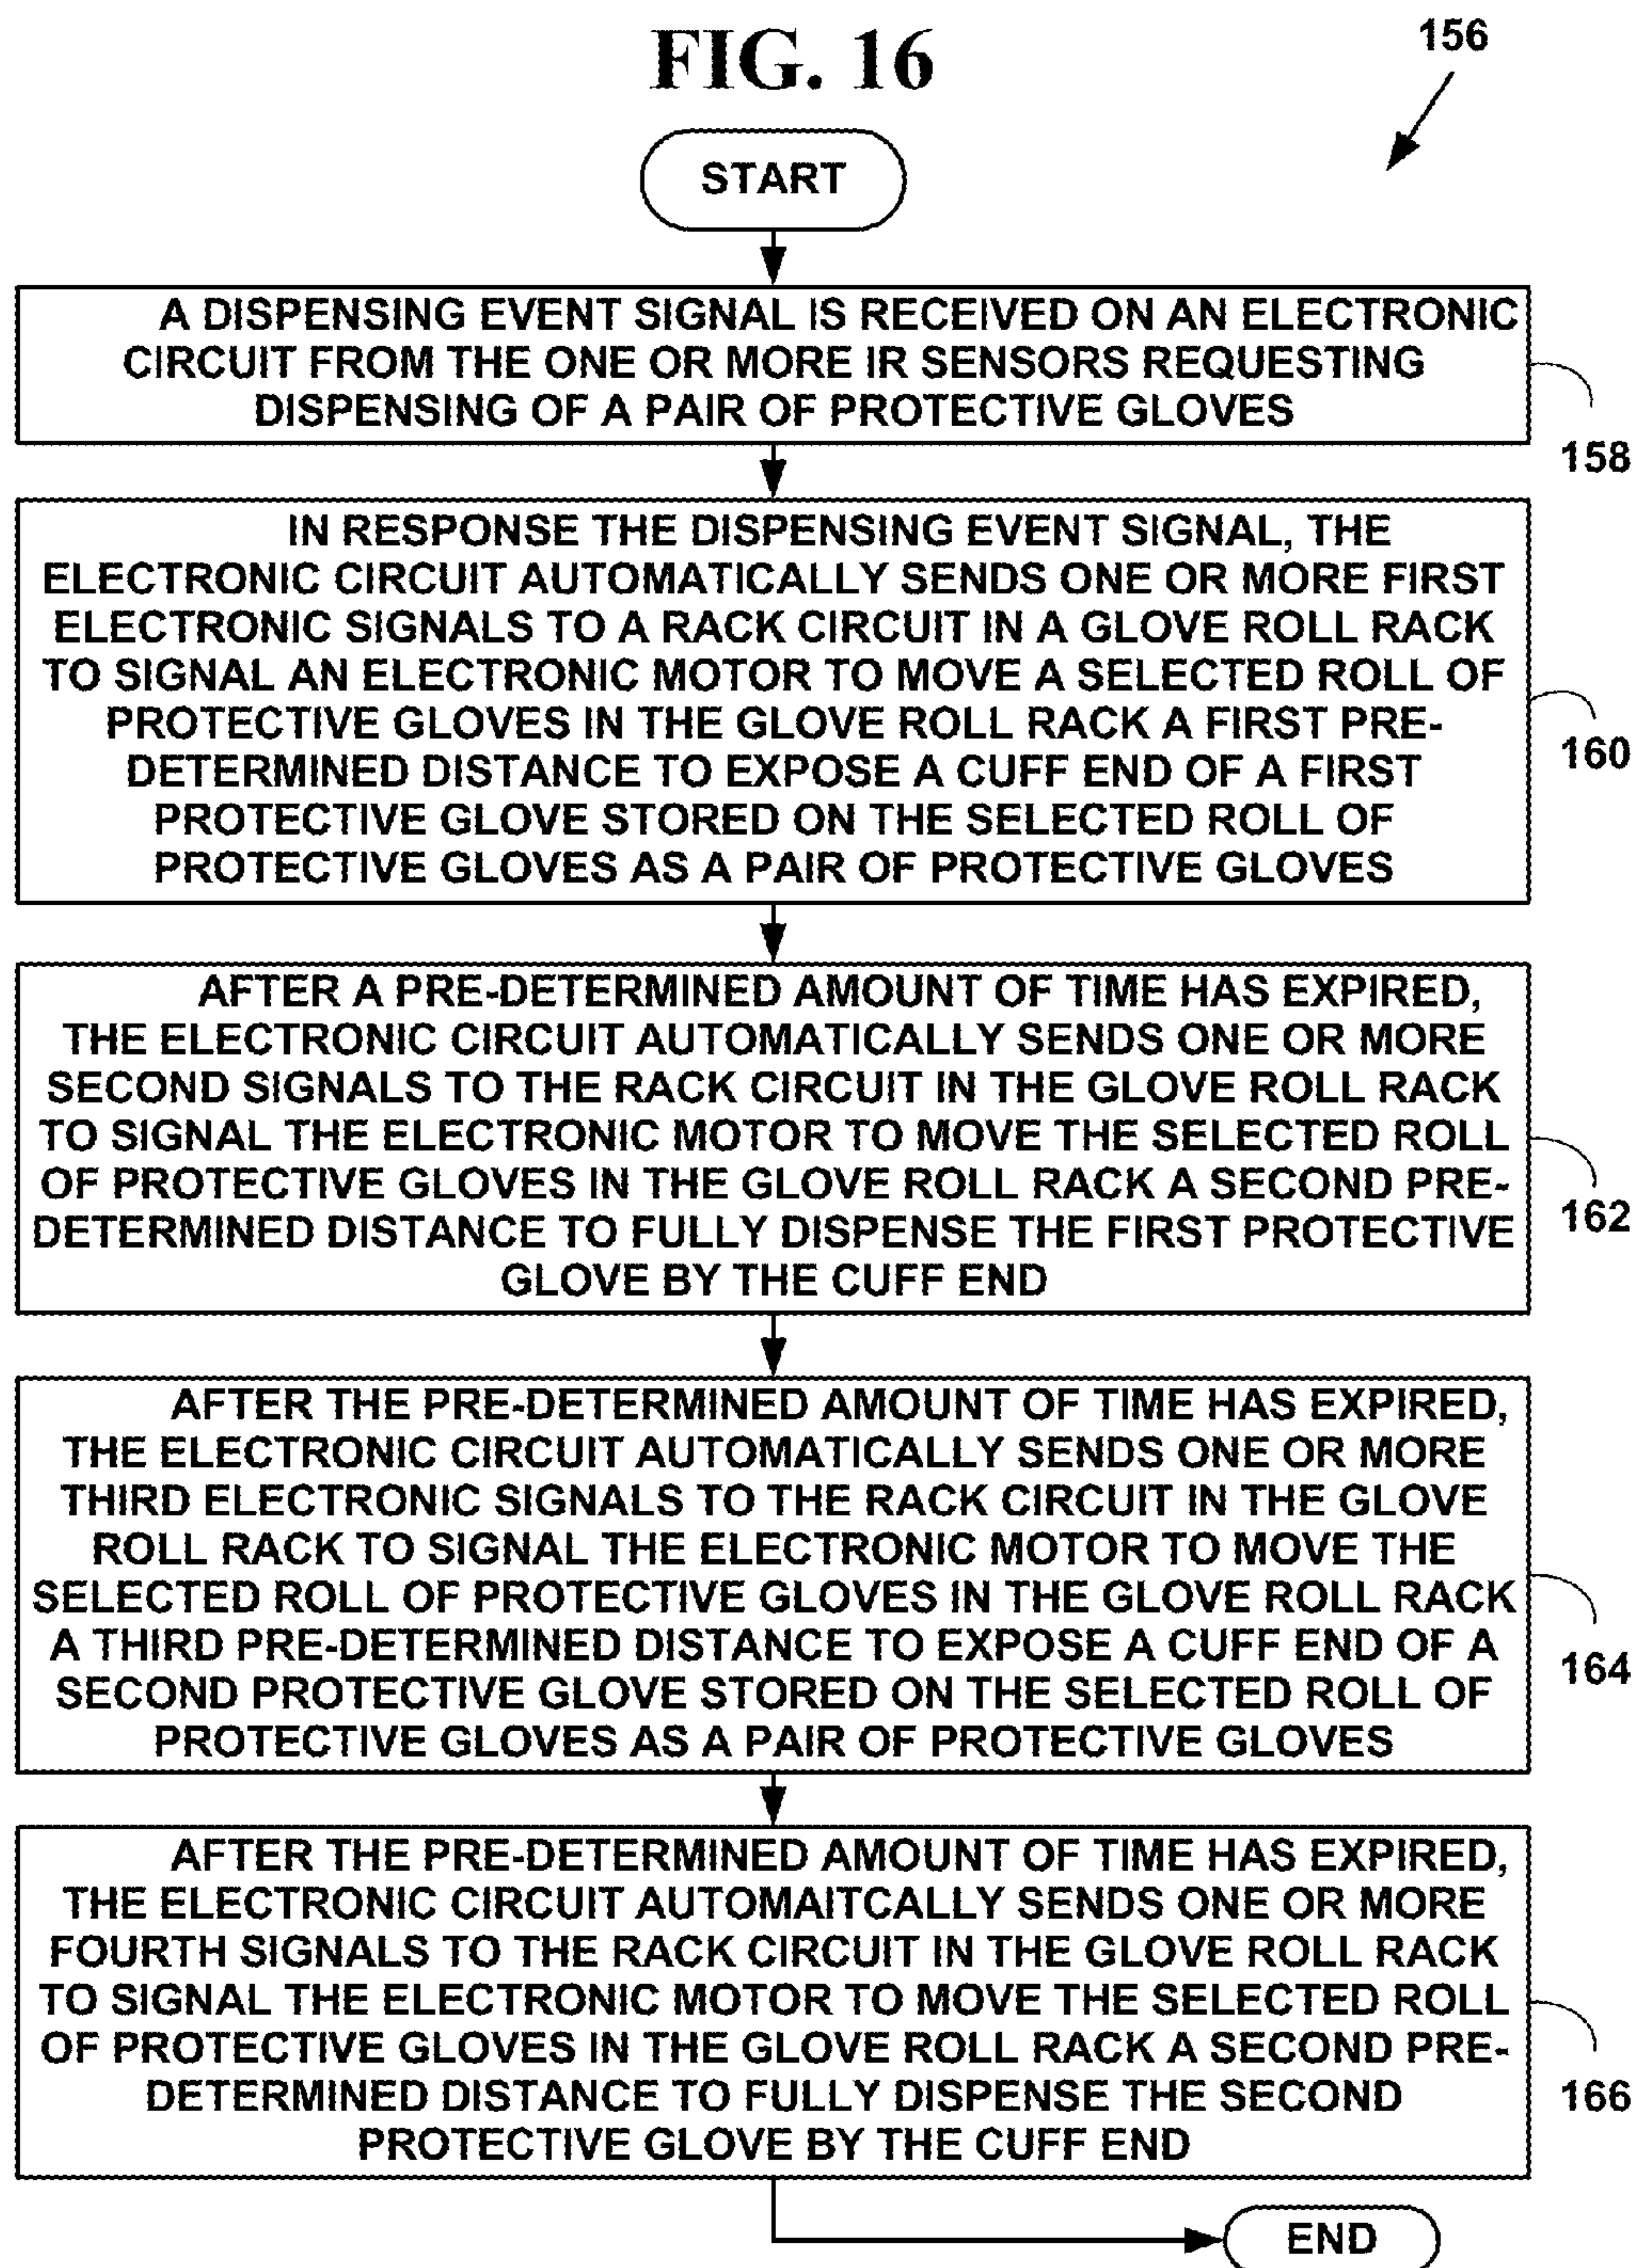 FIG. 16
156
START
A DISPENSING EVENT SIGNAL IS RECEIVED ON AN ELECTRONIC
CIRCUIT FROM THE ONE OR MORE IR SENSORS REQUESTING
DISPENSING OF A PAIR OF PROTECTIVE GLOVES
158
IN RESPONSE THE DISPENSING EVENT SIGNAL, THE
ELECTRONIC CIRCUIT AUTOMATICALLY SENDS ONE OR MORE FIRST
ELECTRONIC SIGNALS TO A RACK CIRCUIT IN A GLOVE ROLL RACK
TO SIGNAL AN ELECTRONIC MOTOR TO MOVE A SELECTED ROLL OF
PROTECTIVE GLOVES IN THE GLOVE ROLL RACK A FIRST PRE-
DETERMINED DISTANCE TO EXPOSE A CUFF END OF A FIRST
PROTECTIVE GLOVE STORED ON THE SELECTED ROLL OF
PROTECTIVE GLOVES AS A PAIR OF PROTECTIVE GLOVES
160
AFTER A PRE-DETERMINED AMOUNT OF TIME HAS EXPIRED,
THE ELECTRONIC CIRCUIT AUTOMATICALLY SENDS ONE OR MORE
SECOND SIGNALS TO THE RACK CIRCUIT IN THE GLOVE ROLL RACK
TO SIGNAL THE ELECTRONIC MOTOR TO MOVE THE SELECTED ROLL
OF PROTECTIVE GLOVES IN THE GLOVE ROLL RACK A SECOND PRE-
DETERMINED DISTANCE TO FULLY DISPENSE THE FIRST PROTECTIVE
GLOVE BY THE CUFF END
162
AFTER THE PRE-DETERMINED AMOUNT OF TIME HAS EXPIRED,
THE ELECTRONIC CIRCUIT AUTOMATICALLY SENDS ONE OR MORE
THIRD ELECTRONIC SIGNALS TO THE RACK CIRCUIT IN THE GLOVE
ROLL RACK TO SIGNAL THE ELECTRONIC MOTOR TO MOVE THE
SELECTED ROLL OF PROTECTIVE GLOVES IN THE GLOVE ROLL RACK
A THIRD PRE-DETERMINED DISTANCE TO EXPOSE A CUFF END OF A
SECOND PROTECTIVE GLOVE STORED ON THE SELECTED ROLL OF
PROTECTIVE GLOVES AS A PAIR OF PROTECTIVE GLOVES
164
AFTER THE PRE-DETERMINED AMOUNT OF TIME HAS EXPIRED,
THE ELECTRONIC CIRCUIT AUTOMAITCALLY SENDS ONE OR MORE
FOURTH SIGNALS TO THE RACK CIRCUIT IN THE GLOVE ROLL RACK
TO SIGNAL THE ELECTRONIC MOTOR TO MOVE THE SELECTED ROLL
OF PROTECTIVE GLOVES IN THE GLOVE ROLL RACK A SECOND PRE-
DETERMINED DISTANCE TO FULLY DISPENSE THE SECOND
PROTECTIVE GLOVE BY THE CUFF END
166
END